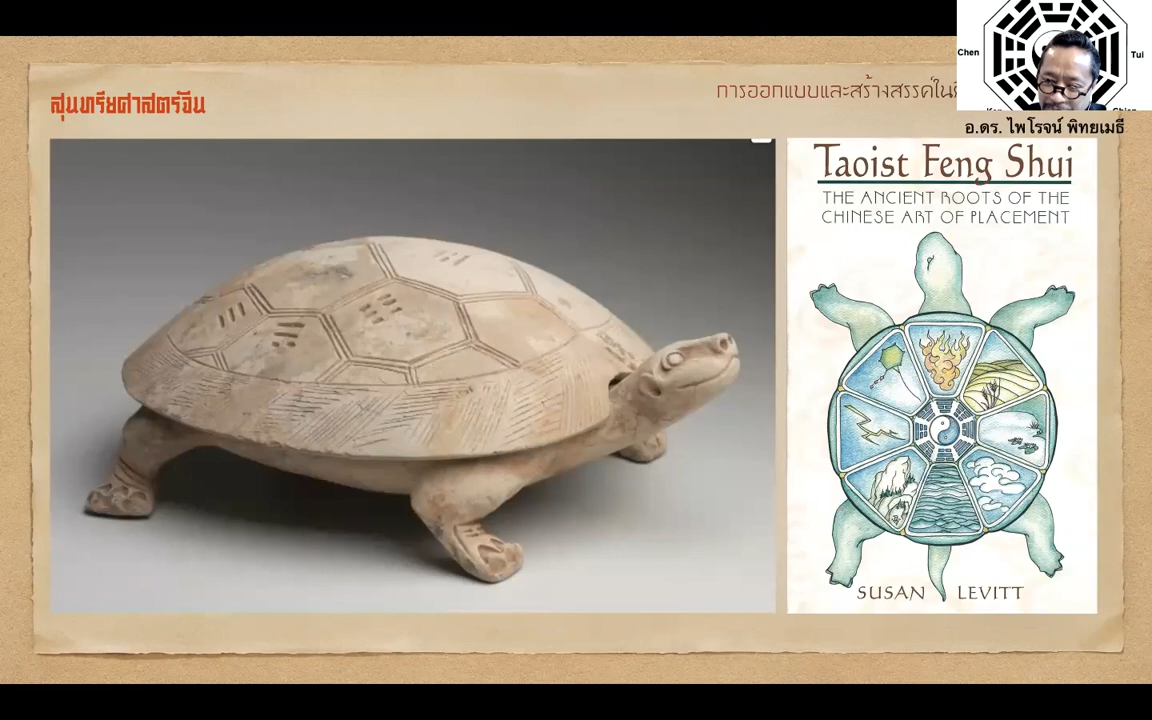 สุนทรียศาสตร์จีน
การออกแบบและสร้างสรรค์ใน
Chen
Tui
อ.ดร. ไพโรจน์ พิทยเมธี
Taoist Feng Shui
THE ANCIENT ROOTS OF THE
CHINESE ART OF PLACEMENT
SUSAN LEVITT